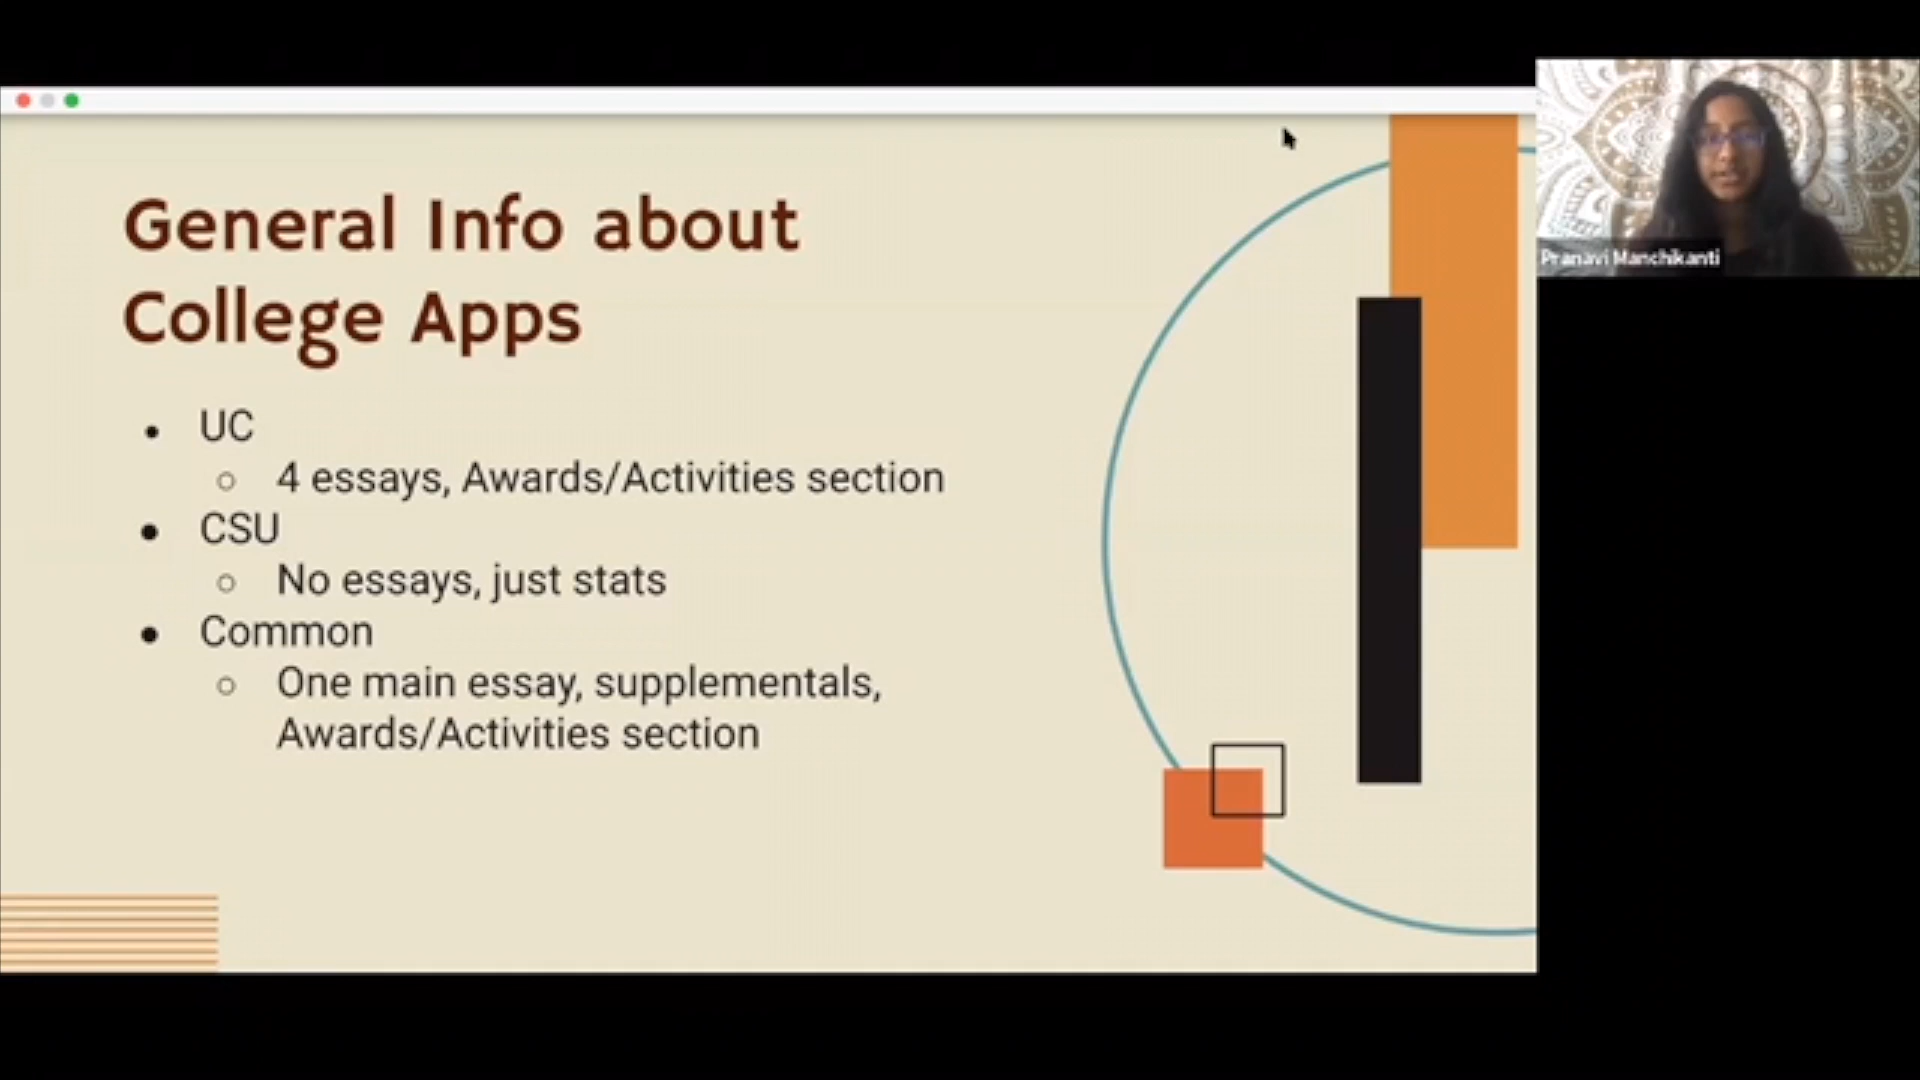 General Info about
College Apps
UC
4 essays, Awards/Activities section
CSU
No essays, just stats
Common
One main essay, supplementals,
Awards/Activities section
Pranavi Manchikanti